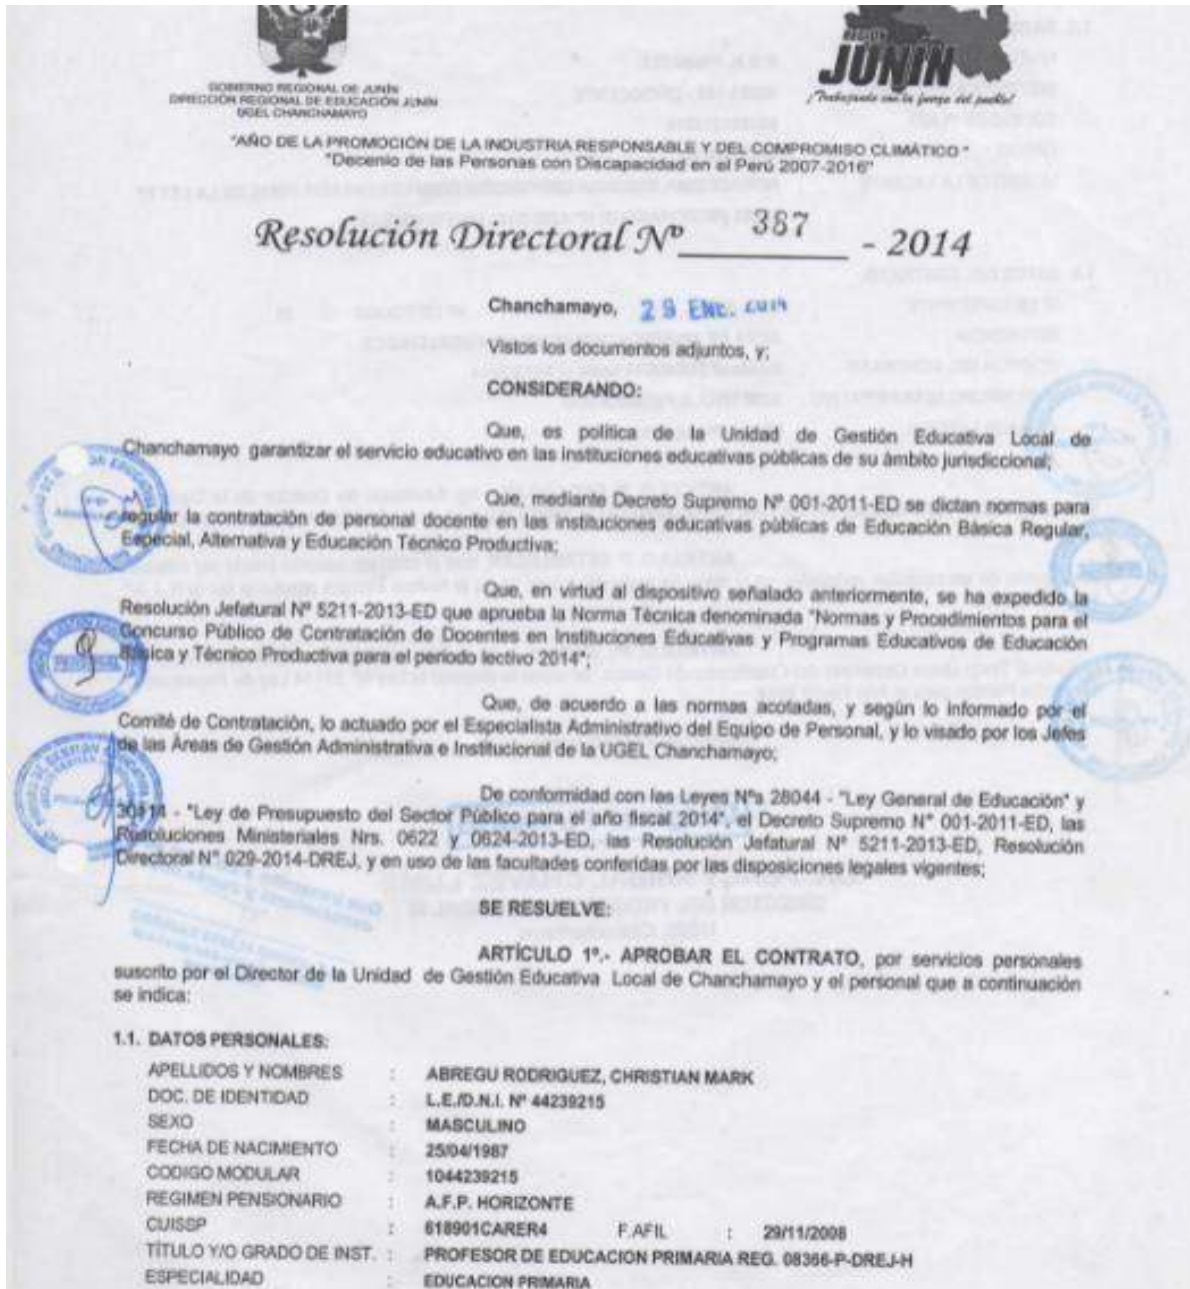 GOBIERNO REGIONAL DE JUNÍN
DIRECCIÓN REGIONAL DE EDUCACIÓN JUNÍN
UGEL CHANCHAMAYO
REGIÓN
JUNÍN
¡Trabajando con la fuerza del pueblo!
"AÑO DE LA PROMOCIÓN DE LA INDUSTRIA RESPONSABLE Y DEL COMPROMISO CLIMÁTICO "
"Decenio de las Personas con Discapacidad en el Perú 2007-2016"
Resolución Directoral Nº 387 - 2014
Chanchamayo, 29 ENE. 2014
Vistos los documentos adjuntos, y;
CONSIDERANDO:
Que, es política de la Unidad de Gestión Educativa Local de
Chanchamayo garantizar el servicio educativo en las instituciones educativas públicas de su ámbito jurisdiccional;
Que, mediante Decreto Supremo Nº 001-2011-ED se dictan normas para
regular la contratación de personal docente en las instituciones educativas públicas de Educación Básica Regular,
Especial, Alternativa y Educación Técnico Productiva;
Que, en virtud al dispositivo señalado anteriormente, se ha expedido la
Resolución Jefatural Nº 5211-2013-ED que aprueba la Norma Técnica denominada "Normas y Procedimientos para el
Concurso Público de Contratación de Docentes en Instituciones Educativas y Programas Educativos de Educación
Básica y Técnico Productiva para el periodo lectivo 2014";
Que, de acuerdo a las normas acotadas, y según lo informado por el
Comité de Contratación, lo actuado por el Especialista Administrativo del Equipo de Personal, y lo visado por los Jefes
de las Áreas de Gestión Administrativa e Institucional de la UGEL Chanchamayo;
De conformidad con las Leyes Nºs 28044 - "Ley General de Educación" y
30114 - "Ley de Presupuesto del Sector Público para el año fiscal 2014", el Decreto Supremo N° 001-2011-ED, las
Resoluciones Ministeriales Nrs. 0622 y 0624-2013-ED, las Resolución Jefatural Nº 5211-2013-ED, Resolución
Directoral N° 029-2014-DREJ, y en uso de las facultades conferidas por las disposiciones legales vigentes;
SE RESUELVE:
ARTÍCULO 1º.- APROBAR EL CONTRATO, por servicios personales
suscrito por el Director de la Unidad de Gestión Educativa Local de Chanchamayo y el personal que a continuación
se indica:
1.1. DATOS PERSONALES:
APELLIDOS Y NOMBRES : ABREGU RODRIGUEZ, CHRISTIAN MARK
DOC. DE IDENTIDAD : L.E./D.N.I. Nº 44239215
SEXO : MASCULINO
FECHA DE NACIMIENTO : 25/04/1987
CODIGO MODULAR : 1044239215
REGIMEN PENSIONARIO : A.F.P. HORIZONTE
CUISSP : 618901CARER4 F.AFIL : 29/11/2008
TÍTULO Y/O GRADO DE INST. : PROFESOR DE EDUCACION PRIMARIA REG. 08366-P-DREJ-H
ESPECIALIDAD : EDUCACION PRIMARIA